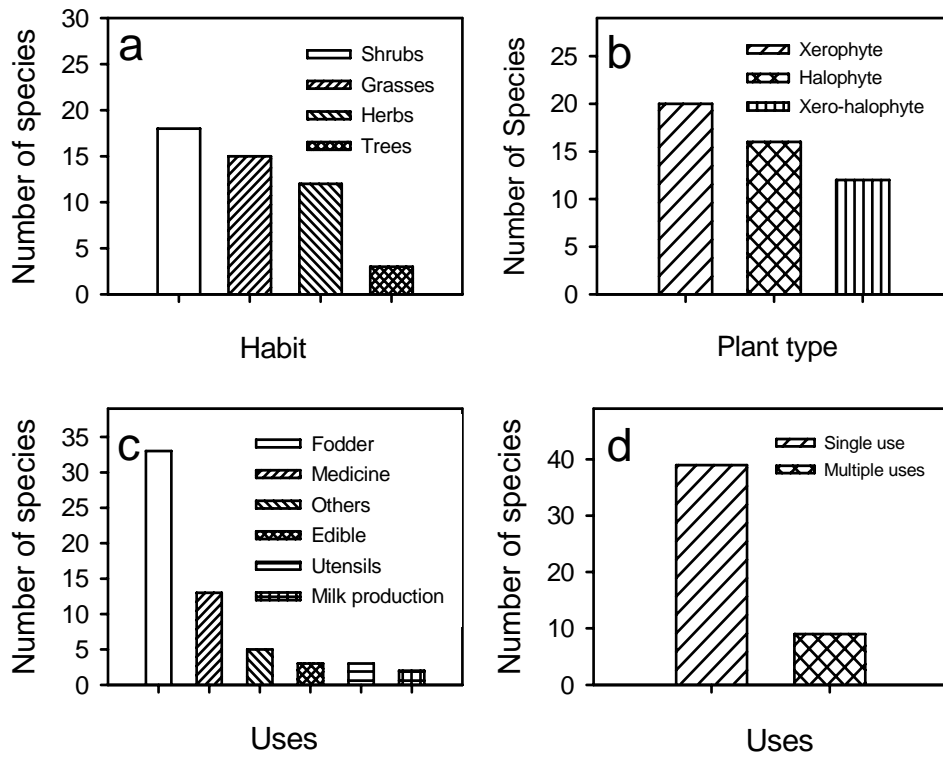 a
Number of species
30
25
20
15
10
5
0
Shrubs
Grasses
Herbs
Trees
Habit
b
Number of Species
25
20
15
10
5
0
Xerophyte
Halophyte
Xero-halophyte
Plant type
c
Number of species
35
30
25
20
15
10
5
0
Fodder
Medicine
Others
Edible
Utensils
Milk production
Uses
d
Number of species
40
20
10
0
30
Single use
Multiple uses
Uses